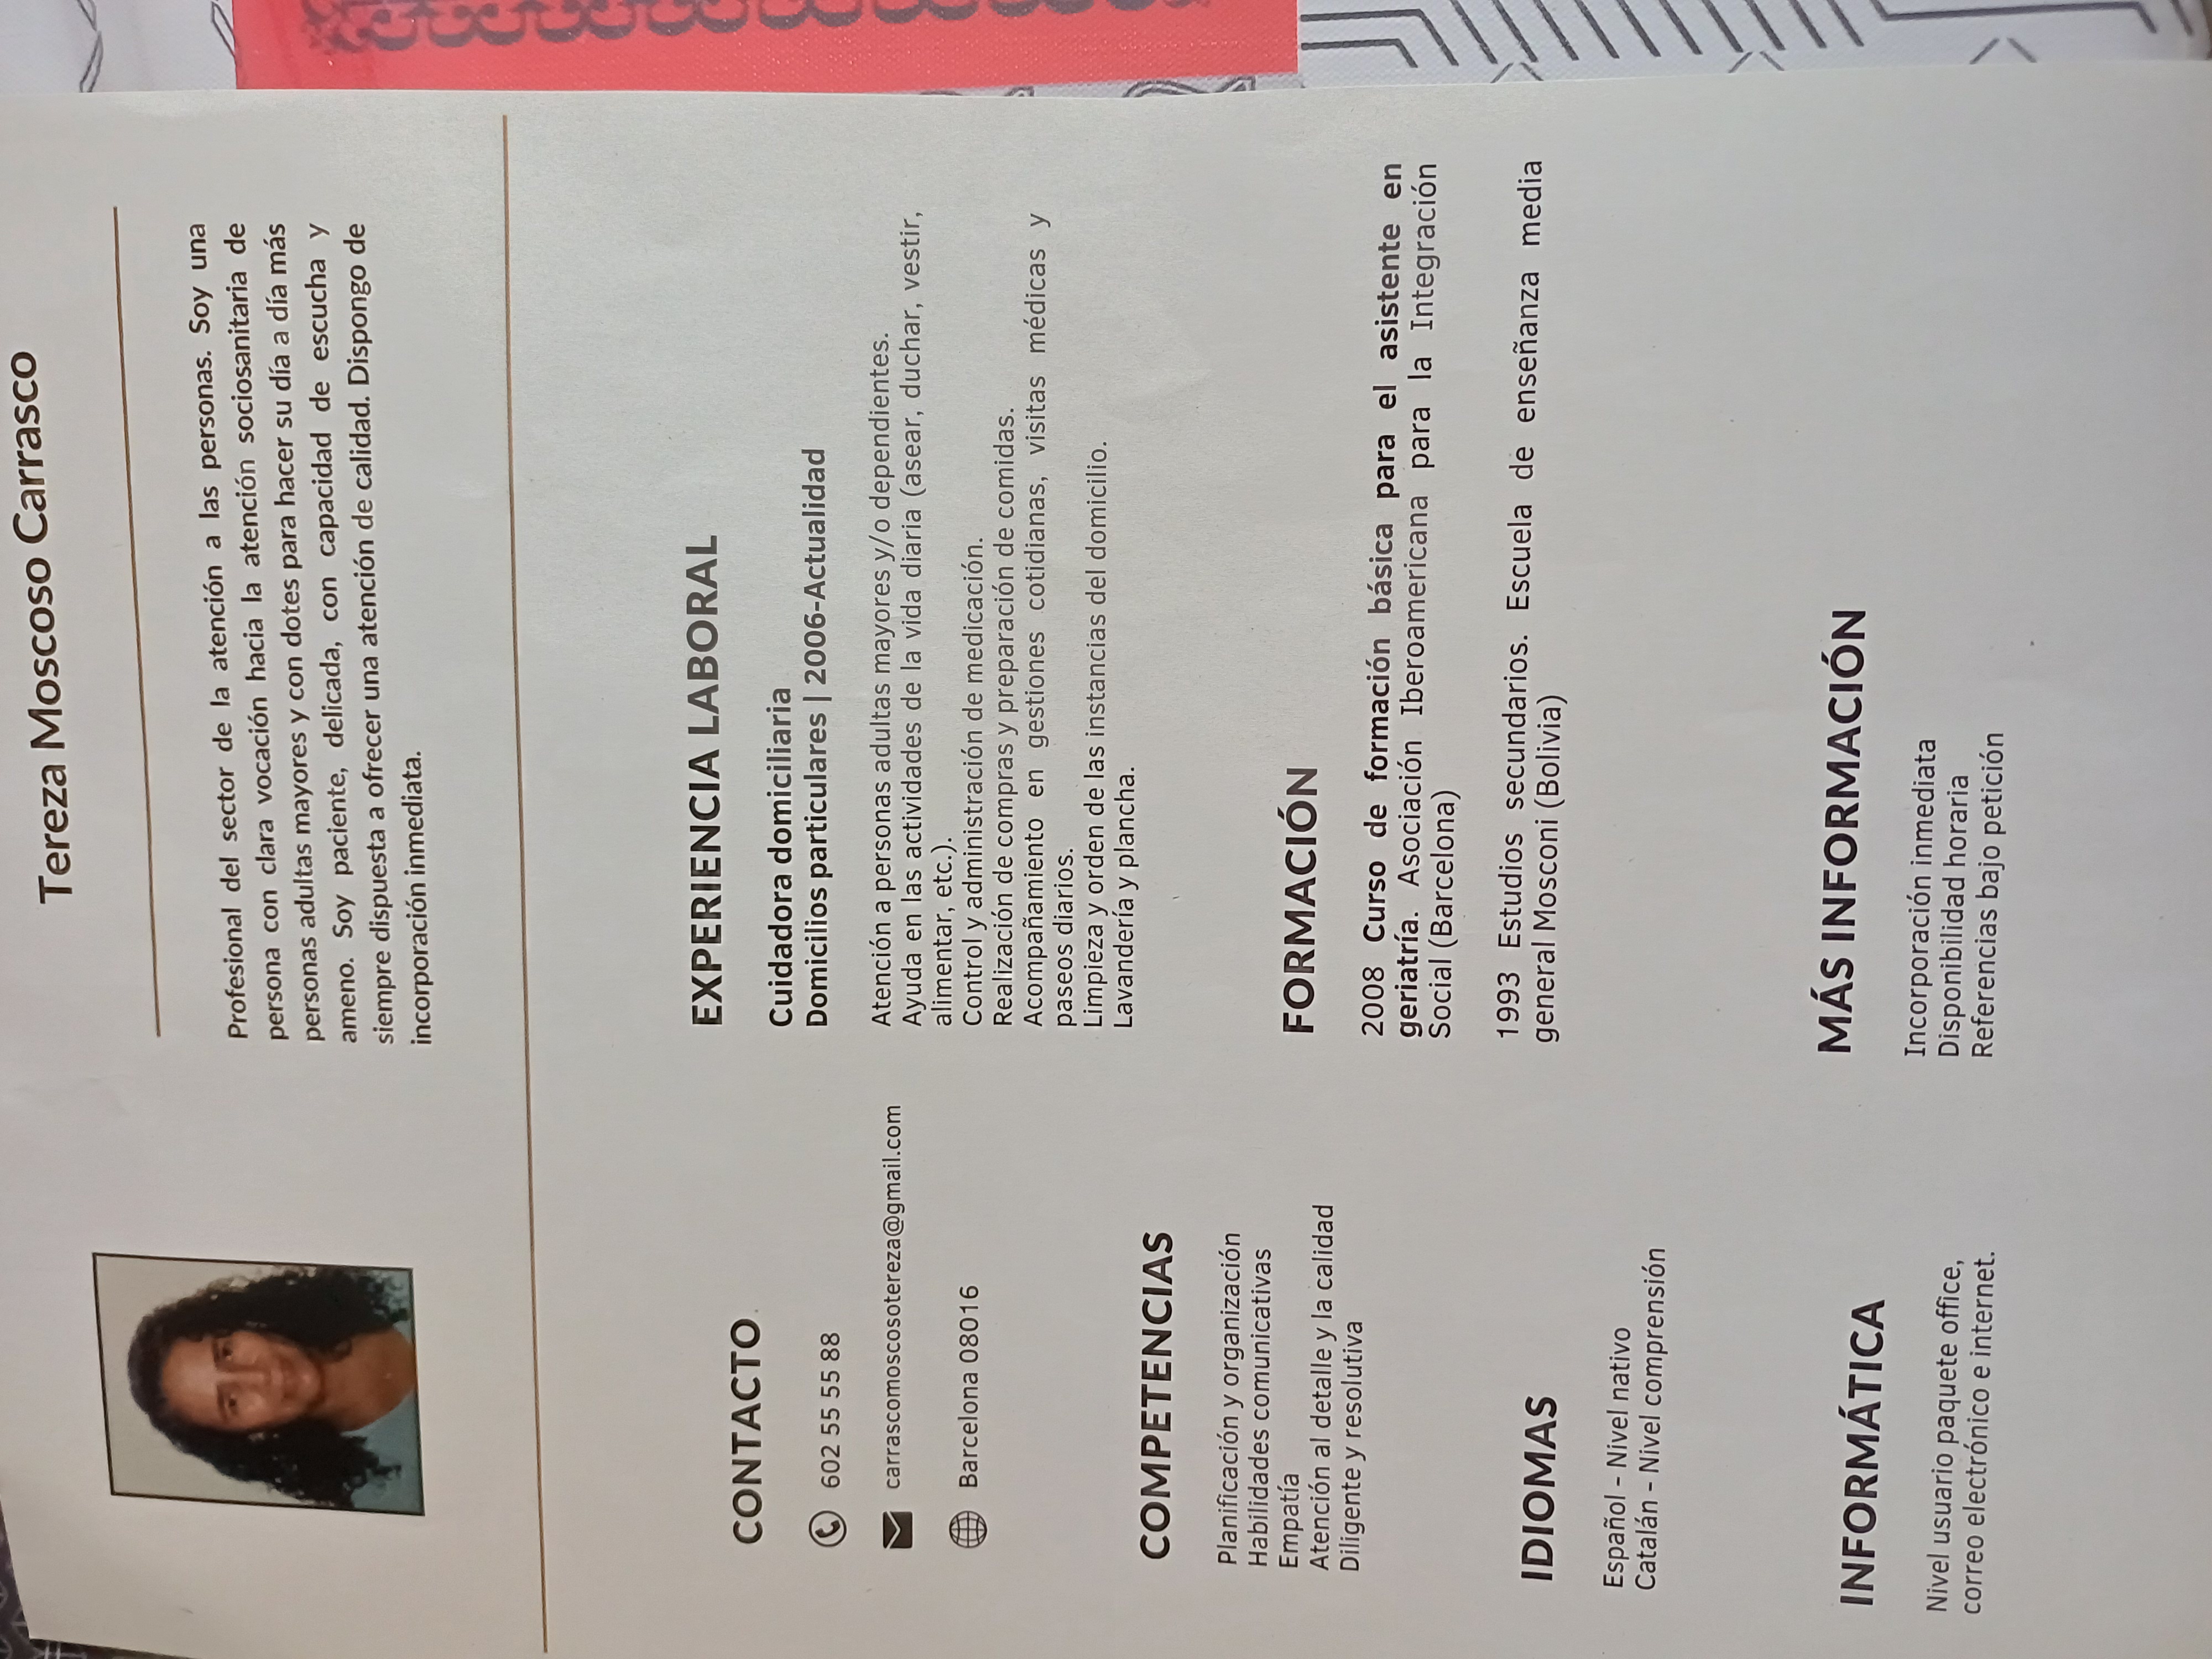 Tereza Moscoso Carrasco
Profesional del sector de la atención a las personas. Soy una
persona con clara vocación hacia la atención sociosanitaria de
personas adultas mayores y con dotes para hacer su día a día más
ameno. Soy paciente, delicada, con capacidad de escucha y
siempre dispuesta a ofrecer una atención de calidad. Dispongo de
incorporación inmediata.
CONTACTO
602 55 55 88
carrascomoscosotereza@gmail.com
Barcelona 08016
COMPETENCIAS
Planificación y organización
Habilidades comunicativas
Empatía
Atención al detalle y la calidad
Diligente y resolutiva
IDIOMAS
Español - Nivel nativo
Catalán - Nivel comprensión
INFORMÁTICA
Nivel usuario paquete office,
correo electrónico e internet.
EXPERIENCIA LABORAL
Cuidadora domiciliaria
Domicilios particulares | 2006-Actualidad
Atención a personas adultas mayores y/o dependientes.
Ayuda en las actividades de la vida diaria (asear, duchar, vestir,
alimentar, etc.).
Control y administración de medicación.
Realización de compras y preparación de comidas.
Acompañamiento en gestiones cotidianas, visitas médicas y
paseos diarios.
Limpieza y orden de las instancias del domicilio.
Lavandería y plancha.
FORMACIÓN
2008 Curso de formación básica para el asistente en
geriatría. Asociación Iberoamericana para la Integración
Social (Barcelona)
1993 Estudios secundarios. Escuela de enseñanza media
general Mosconi (Bolivia)
MÁS INFORMACIÓN
Incorporación inmediata
Disponibilidad horaria
Referencias bajo petición